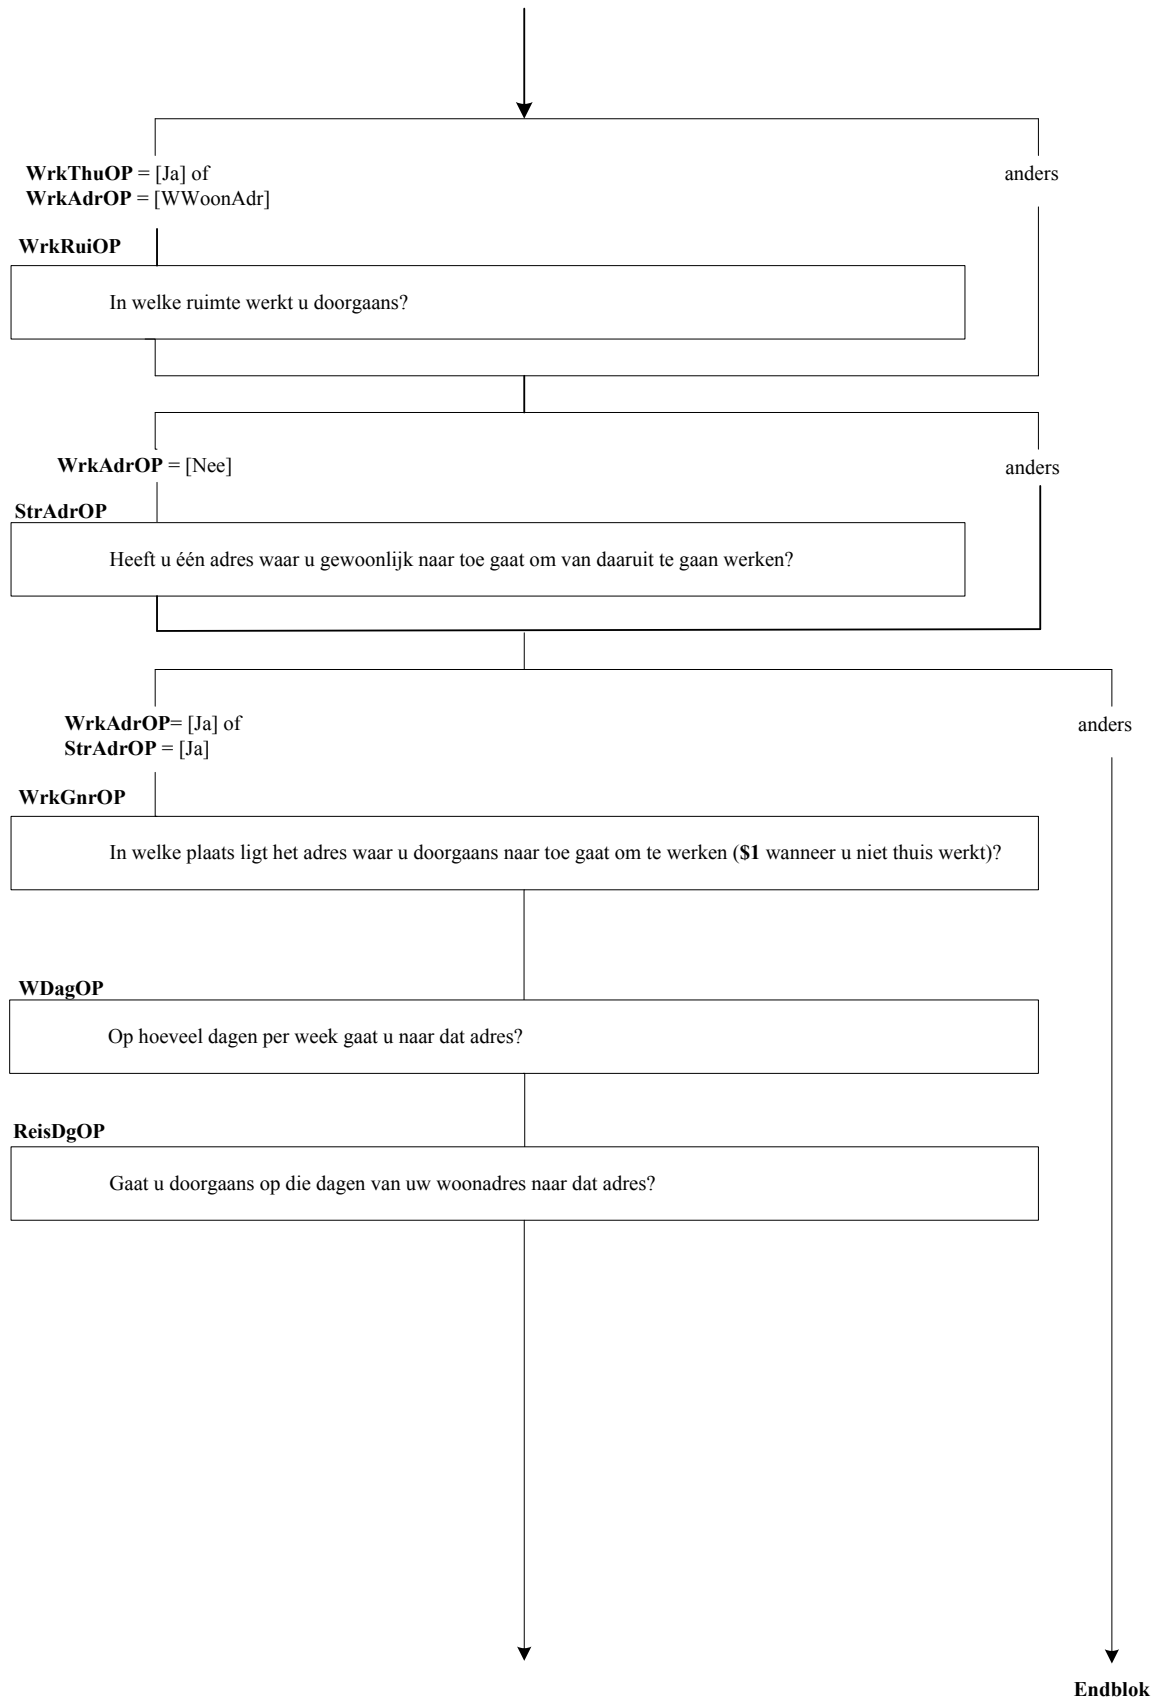 WrkThuOP = [Ja] of
WrkAdrOP = [WWoonAdr]
anders
WrkRuiOP
In welke ruimte werkt u doorgaans?
WrkAdrOP = [Nee]
anders
StrAdrOP
Heeft u één adres waar u gewoonlijk naar toe gaat om van daaruit te gaan werken?
WrkAdrOP= [Ja] of
StrAdrOP = [Ja]
anders
WrkGnrOP
In welke plaats ligt het adres waar u doorgaans naar toe gaat om te werken ($1 wanneer u niet thuis werkt)?
WDagOP
Op hoeveel dagen per week gaat u naar dat adres?
ReisDgOP
Gaat u doorgaans op die dagen van uw woonadres naar dat adres?
Endblok